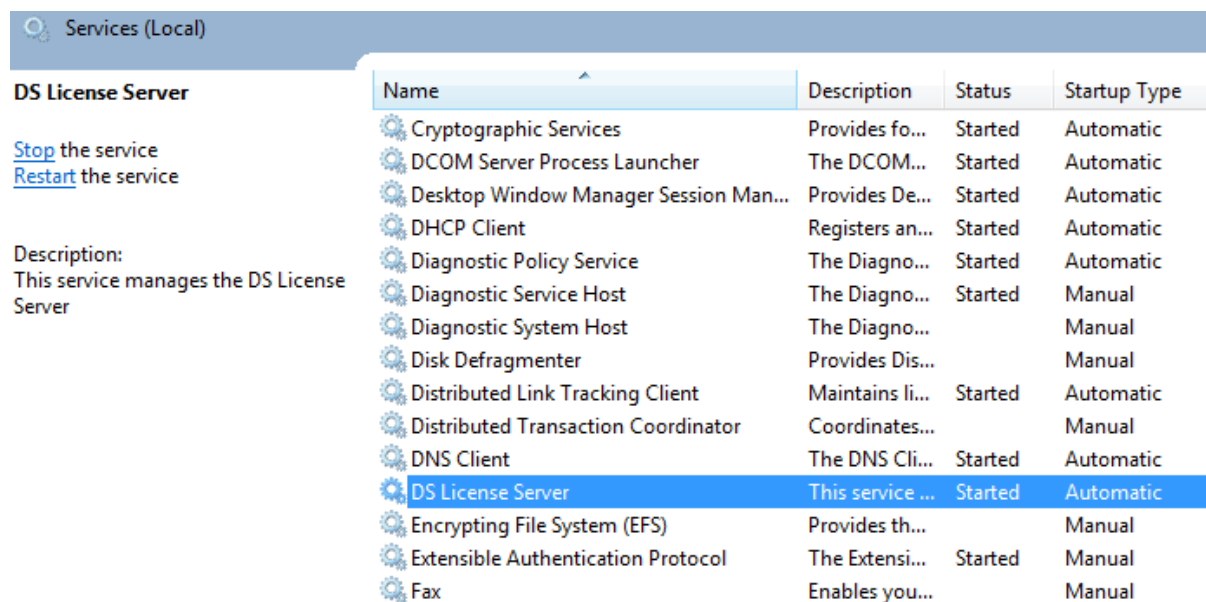 Services (Local)
DS License Server
Stop the service
Restart the service
Description:
This service manages the DS License
Server
Name Description Status Startup Type
Cryptographic Services Provides fo... Started Automatic
DCOM Server Process Launcher The DCOM... Started Automatic
Desktop Window Manager Session Man... Provides De... Started Automatic
DHCP Client Registers an... Started Automatic
Diagnostic Policy Service The Diagno... Started Automatic
Diagnostic Service Host The Diagno... Started Manual
Diagnostic System Host The Diagno... Manual
Disk Defragmenter Provides Dis... Manual
Distributed Link Tracking Client Maintains li... Started Automatic
Distributed Transaction Coordinator Coordinates... Manual
DNS Client The DNS Cli... Started Automatic
DS License Server This service ... Started Automatic
Encrypting File System (EFS) Provides th... Manual
Extensible Authentication Protocol The Extensi... Started Manual
Fax Enables you... Manual